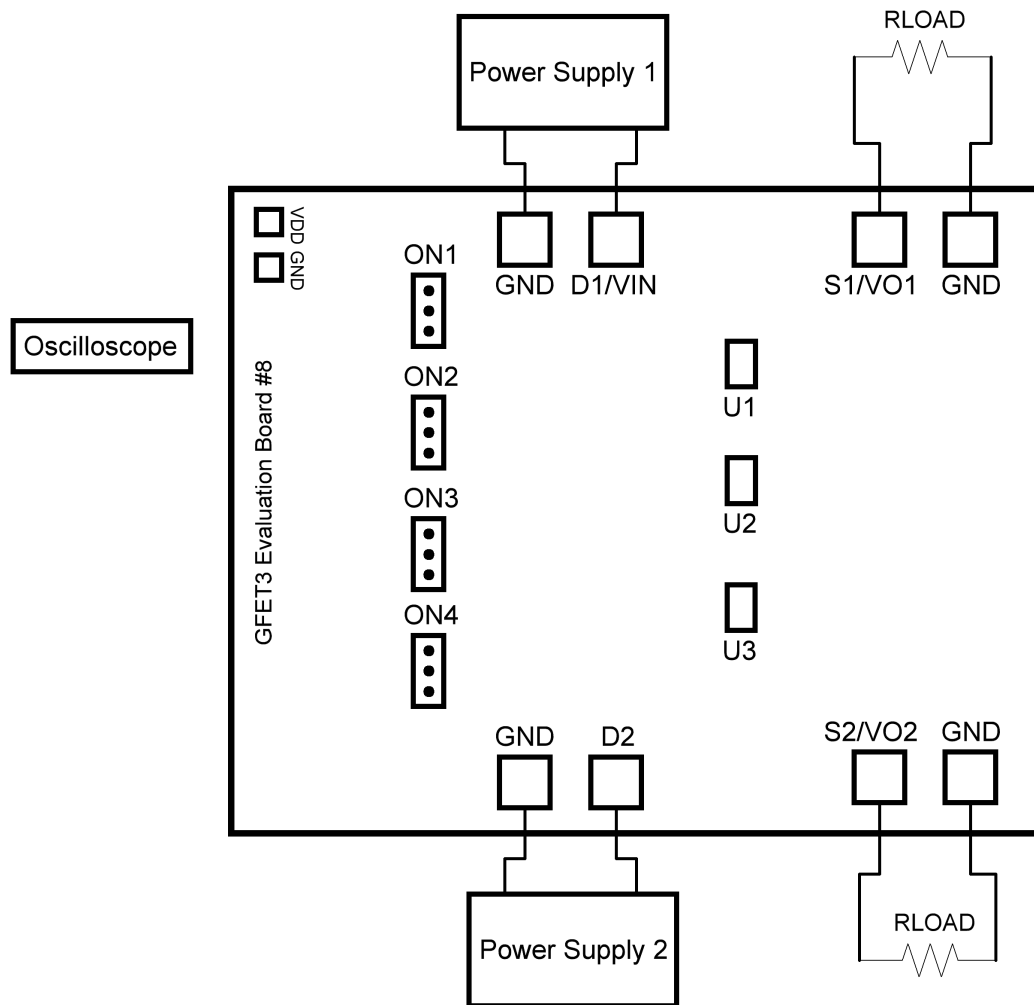 RLOAD
Power Supply 1
VDD GND
ON1
GND D1/VIN
S1/VO1 GND
Oscilloscope
GFET3 Evaluation Board #8
ON2
U1
ON3
U2
ON4
U3
GND D2
S2/VO2 GND
RLOAD
Power Supply 2